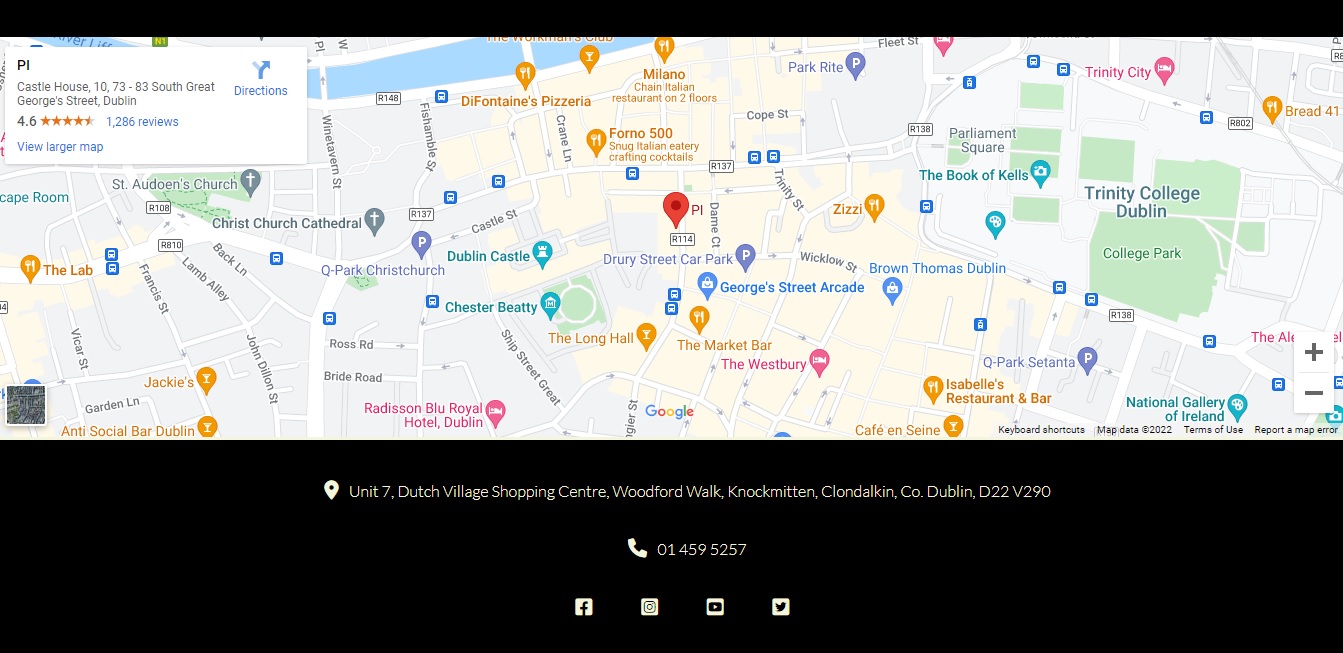 The Workman's Club
Fleet St
PI
Castle House, 10, 73 - 83 South Great
George's Street, Dublin
Directions
4.6
1,286 reviews
View larger map
N1
Park Rite
P
Trinity City
Milano
Chain Italian
restaurant on 2 floors
R148
DiFontaine's Pizzeria
Bread 41
Cope St
R138
R802
Crane Ln
Fishamble St
Winetavern St
Forno 500
Snug Italian eatery
crafting cocktails
Parliament
Square
R137
St. Audoen's Church
The Book of Kells
Trinity St
cape Room
Trinity College
Dublin
R108
R137
Castle St
PI
Dame Ct
Zizzi
Christ Church Cathedral
R810
R114
Back Ln
P
Dublin Castle
College Park
Drury Street Car Park
P
Wicklow St
The Lab
Q-Park Christchurch
Lamb Alley
Francis St
Brown Thomas Dublin
George's Street Arcade
Chester Beatty
R138
The Long Hall
The Market Bar
Ross Rd
Vicar St
John Dillon St
Ship Street Great
The Westbury
Q-Park Setanta
P
Bride Road
Jackie's
Isabelle's
Restaurant & Bar
Garden Ln
Radisson Blu Royal
Hotel, Dublin
Google
National Gallery
of Ireland
Anti Social Bar Dublin
Café en Seine
Keyboard shortcuts
Map data ©2022
Terms of Use
Report a map error
Unit 7, Dutch Village Shopping Centre, Woodford Walk, Knockmitten, Clondalkin, Co. Dublin, D22 V290
01 459 5257